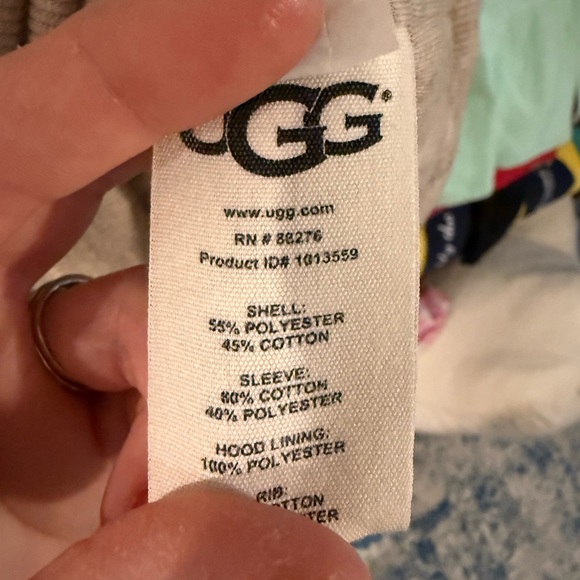 UGG
www.ugg.com
RN # 88276
Product ID# 1013559
SHELL:
55% POLYESTER
45% COTTON
SLEEVE:
60% COTTON
40% POLYESTER
HOOD LINING:
100% POLYESTER
RIB: